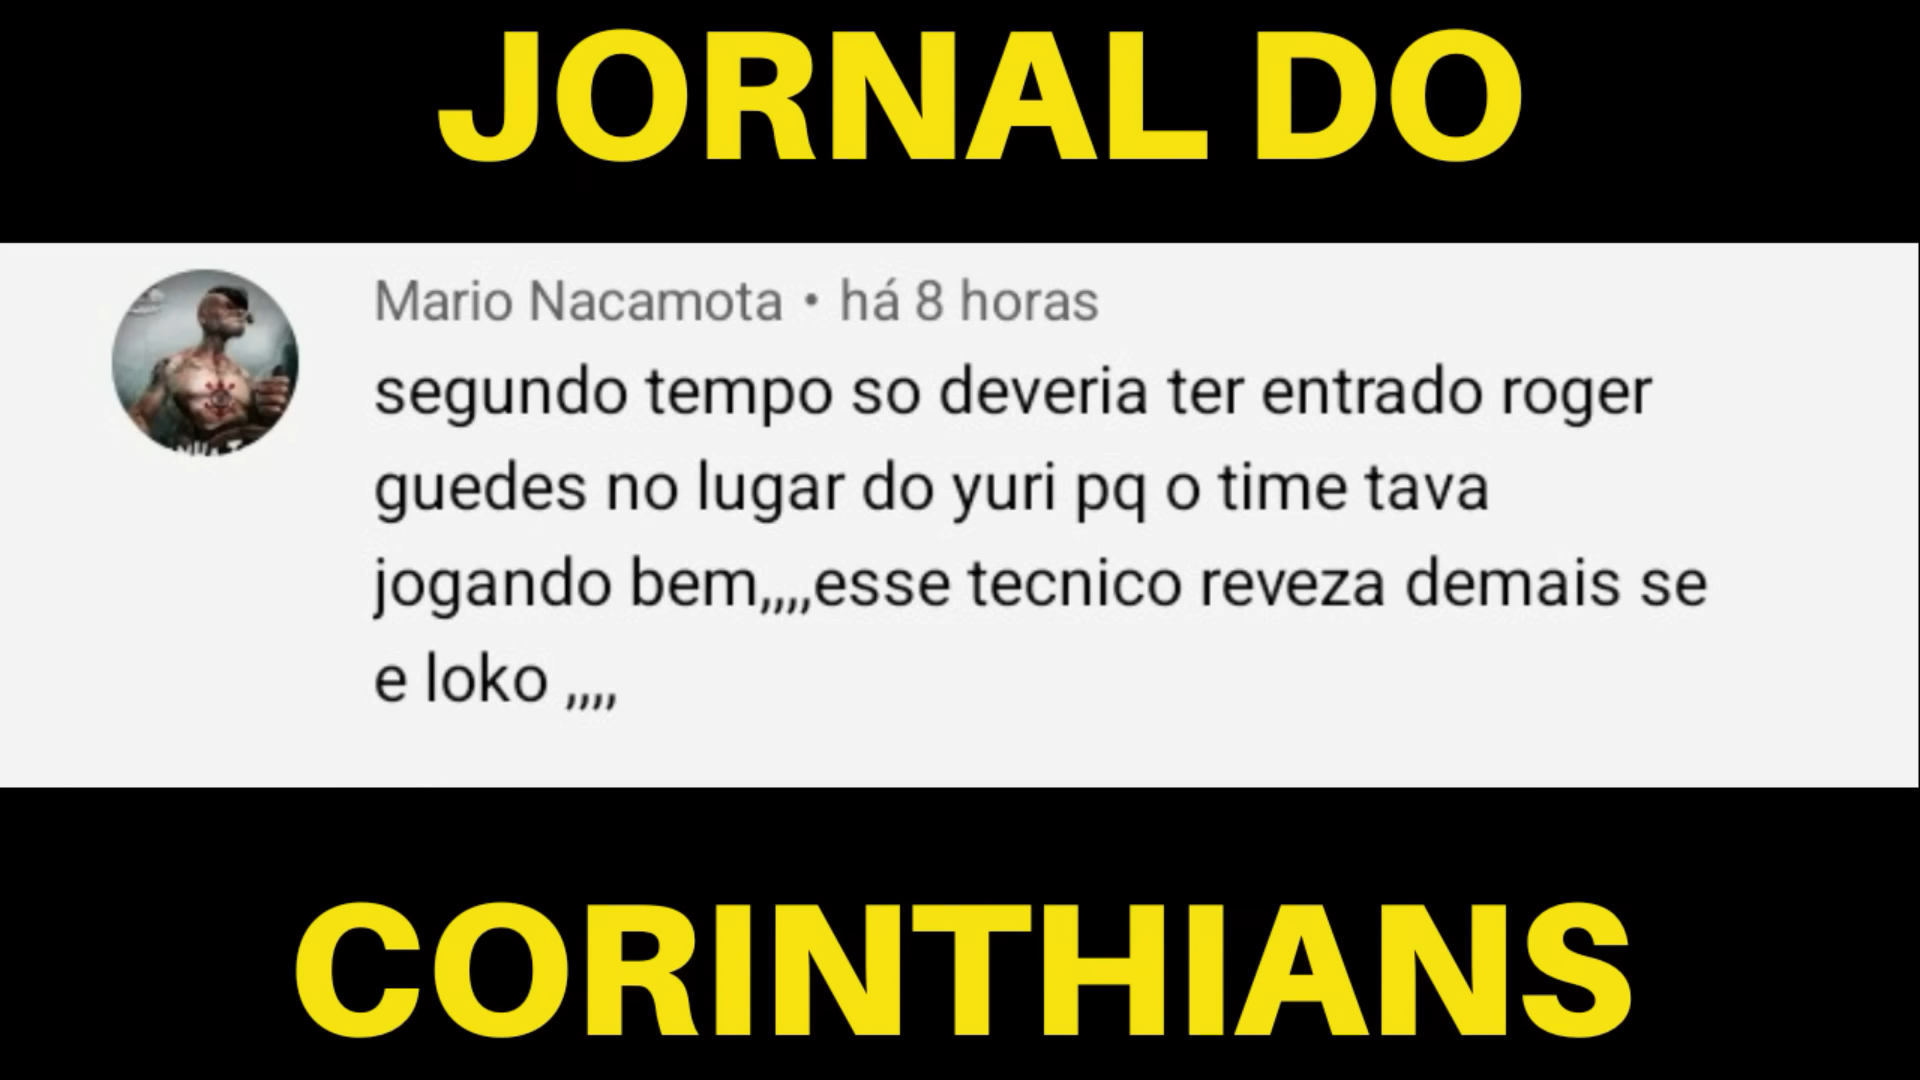 JORNAL DO
Mario Nacamota • há 8 horas
segundo tempo so deveria ter entrado roger
guedes no lugar do yuri pq o time tava
jogando bem,,,,esse tecnico reveza demais se
e loko ,,,,
CORINTHIANS